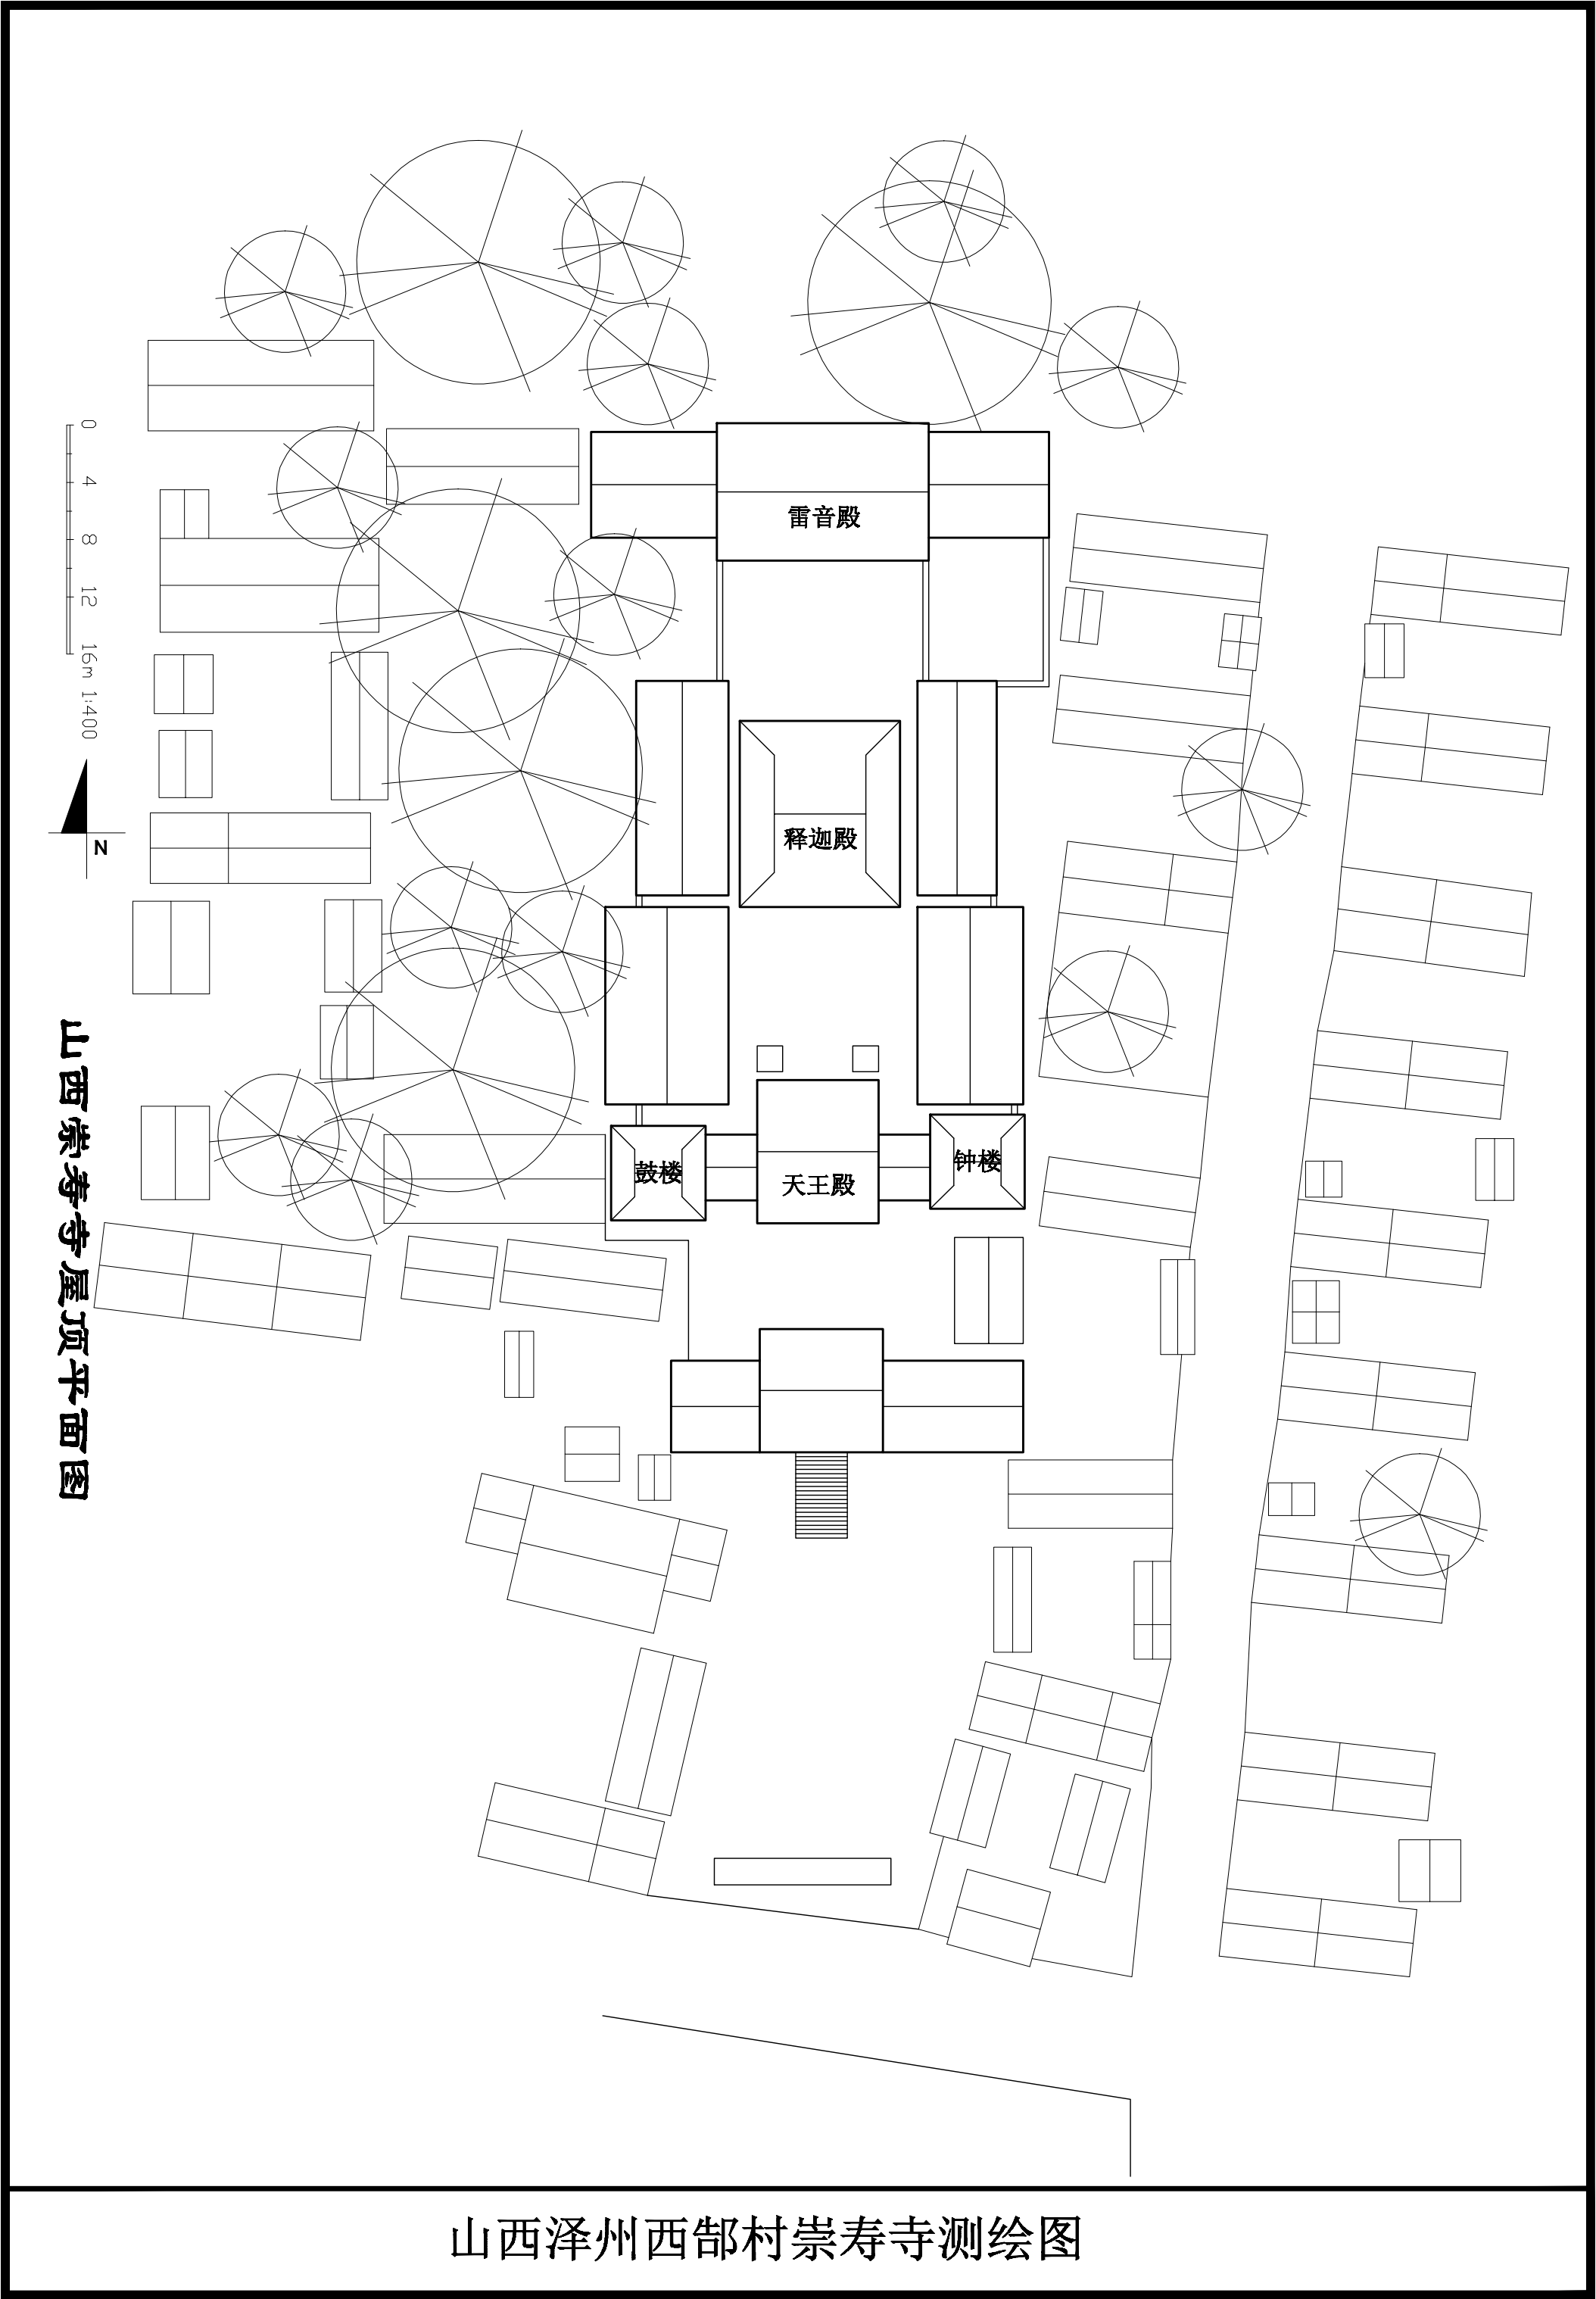 雷音殿
0 4 8 12 16m 1:400
释迦殿
N
山西崇寿寺屋顶平面图
鼓楼
天王殿
钟楼
山西泽州西郜村崇寿寺测绘图